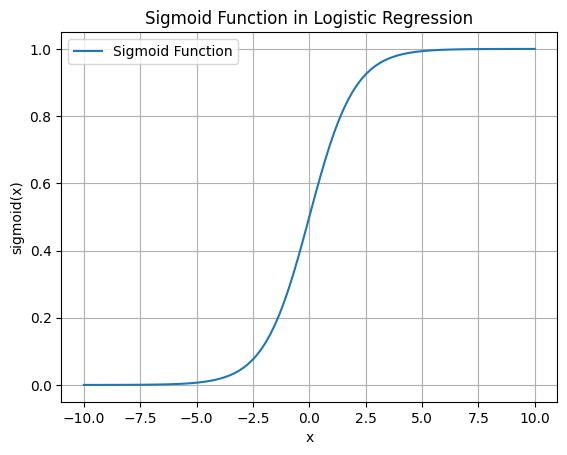 Sigmoid Function in Logistic Regression
Sigmoid Function
1.0
0.8
0.6
0.4
0.2
0.0
sigmoid(x)
−10.0 −7.5 −5.0 −2.5 0.0 2.5 5.0 7.5 10.0
x